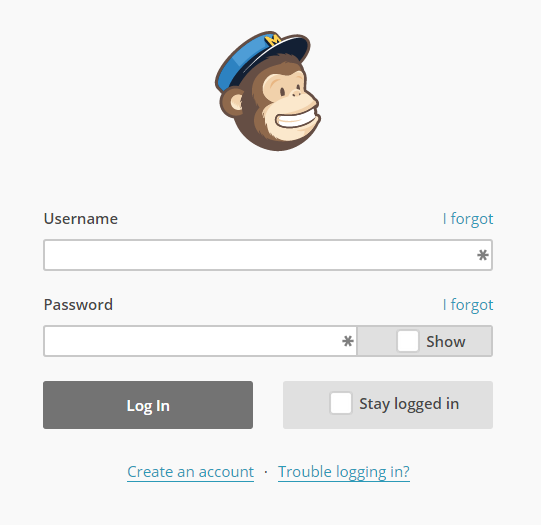 M
Username I forgot
*
Password I forgot
* Show
Log In Stay logged in
Create an account · Trouble logging in?